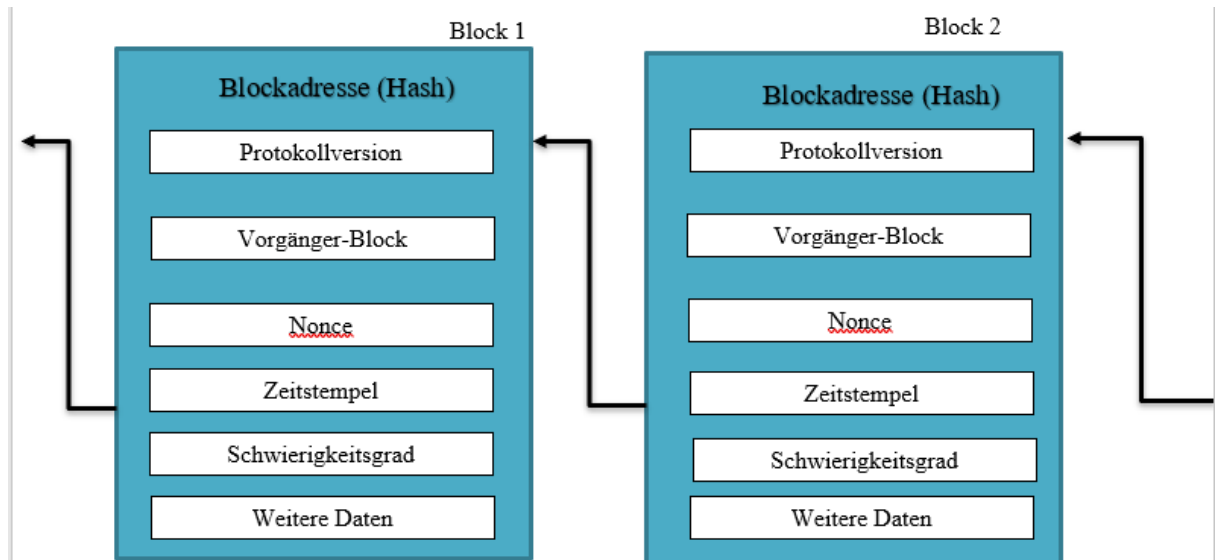 Block 1
Blockadresse (Hash)
Protokollversion
Vorgänger-Block
Nonce
Zeitstempel
Schwierigkeitsgrad
Weitere Daten
Block 2
Blockadresse (Hash)
Protokollversion
Vorgänger-Block
Nonce
Zeitstempel
Schwierigkeitsgrad
Weitere Daten